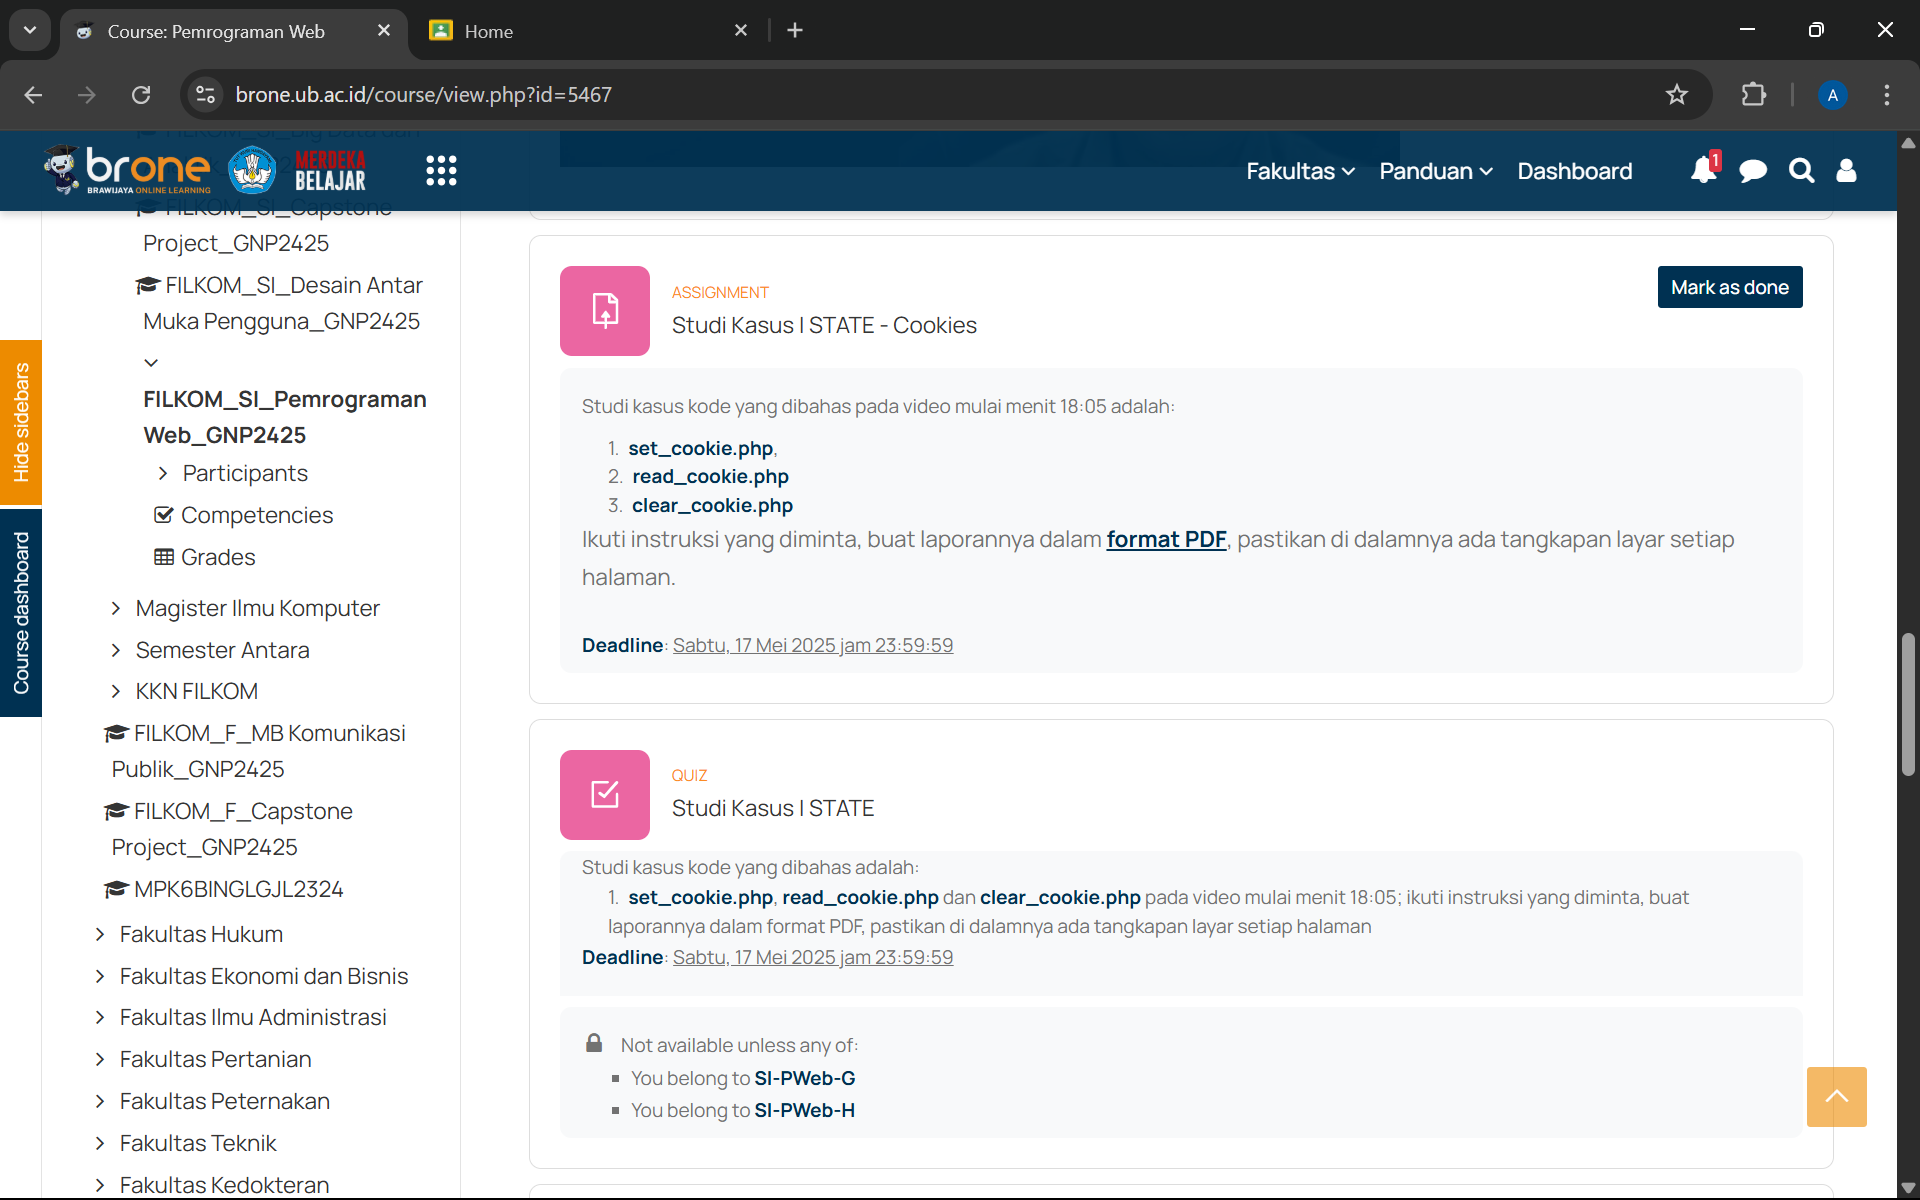 Course: Pemrograman Web
Home
brone.ub.ac.id/course/view.php?id=5467
A
brone
BRAWIJAYA ONLINE LEARNING
MERDEKA
BELAJAR
Fakultas
Panduan
Dashboard
1
Hide sidebars
Course dashboard
FILKOM_SI_Capstone
Project_GNP2425
FILKOM_SI_Desain Antar
Muka Pengguna_GNP2425
FILKOM_SI_Pemrograman
Web_GNP2425
Participants
Competencies
Grades
Magister Ilmu Komputer
Semester Antara
KKN FILKOM
FILKOM_F_MB Komunikasi
Publik_GNP2425
FILKOM_F_Capstone
Project_GNP2425
MPK6BINGLGJL2324
Fakultas Hukum
Fakultas Ekonomi dan Bisnis
Fakultas Ilmu Administrasi
Fakultas Pertanian
Fakultas Peternakan
Fakultas Teknik
Fakultas Kedokteran
ASSIGNMENT
Studi Kasus | STATE - Cookies
Mark as done
Studi kasus kode yang dibahas pada video mulai menit 18:05 adalah:
1. set_cookie.php,
2. read_cookie.php
3. clear_cookie.php
Ikuti instruksi yang diminta, buat laporannya dalam format PDF, pastikan di dalamnya ada tangkapan layar setiap
halaman.
Deadline: Sabtu, 17 Mei 2025 jam 23:59:59
QUIZ
Studi Kasus | STATE
Studi kasus kode yang dibahas adalah:
1. set_cookie.php, read_cookie.php dan clear_cookie.php pada video mulai menit 18:05; ikuti instruksi yang diminta, buat
laporannya dalam format PDF, pastikan di dalamnya ada tangkapan layar setiap halaman
Deadline: Sabtu, 17 Mei 2025 jam 23:59:59
Not available unless any of:
You belong to SI-PWeb-G
You belong to SI-PWeb-H